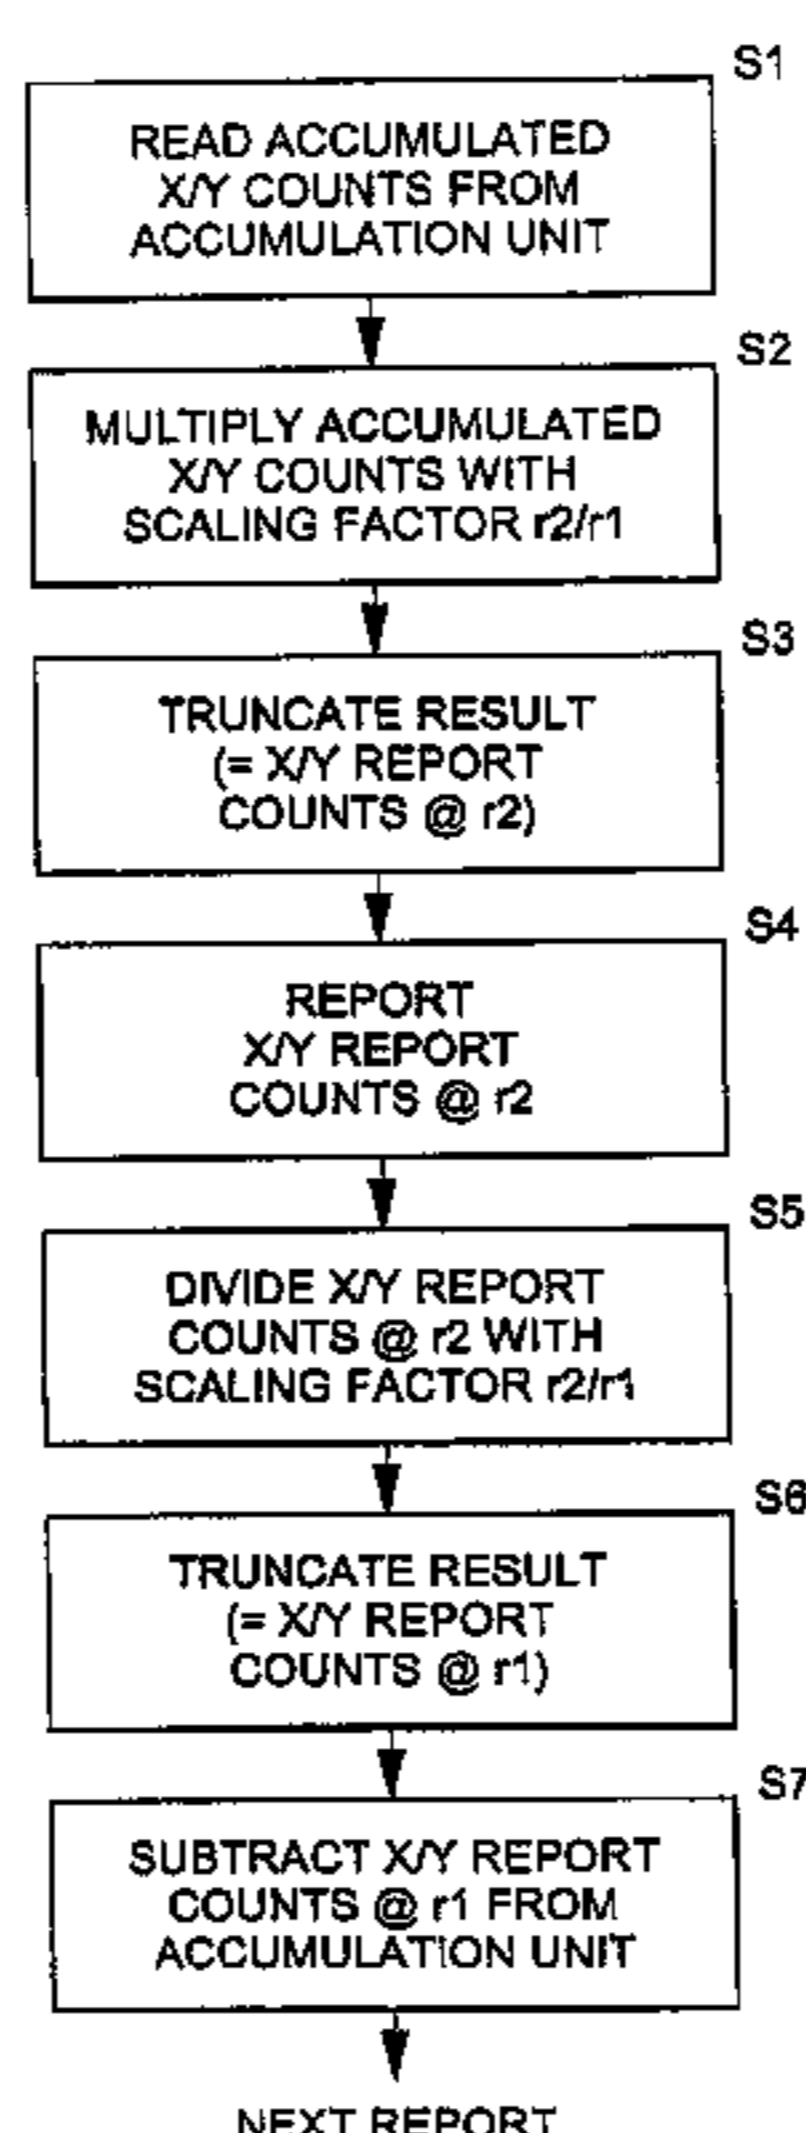 S1
READ ACCUMULATED
X/Y COUNTS FROM
ACCUMULATION UNIT
S2
MULTIPLY ACCUMULATED
X/Y COUNTS WITH
SCALING FACTOR r2/r1
S3
TRUNCATE RESULT
(= X/Y REPORT
COUNTS @ r2)
S4
REPORT
X/Y REPORT
COUNTS @ r2
S5
DIVIDE X/Y REPORT
COUNTS @ r2 WITH
SCALING FACTOR r2/r1
S6
TRUNCATE RESULT
(= X/Y REPORT
COUNTS @ r1)
S7
SUBTRACT X/Y REPORT
COUNTS @ r1 FROM
ACCUMULATION UNIT
NEXT REPORT